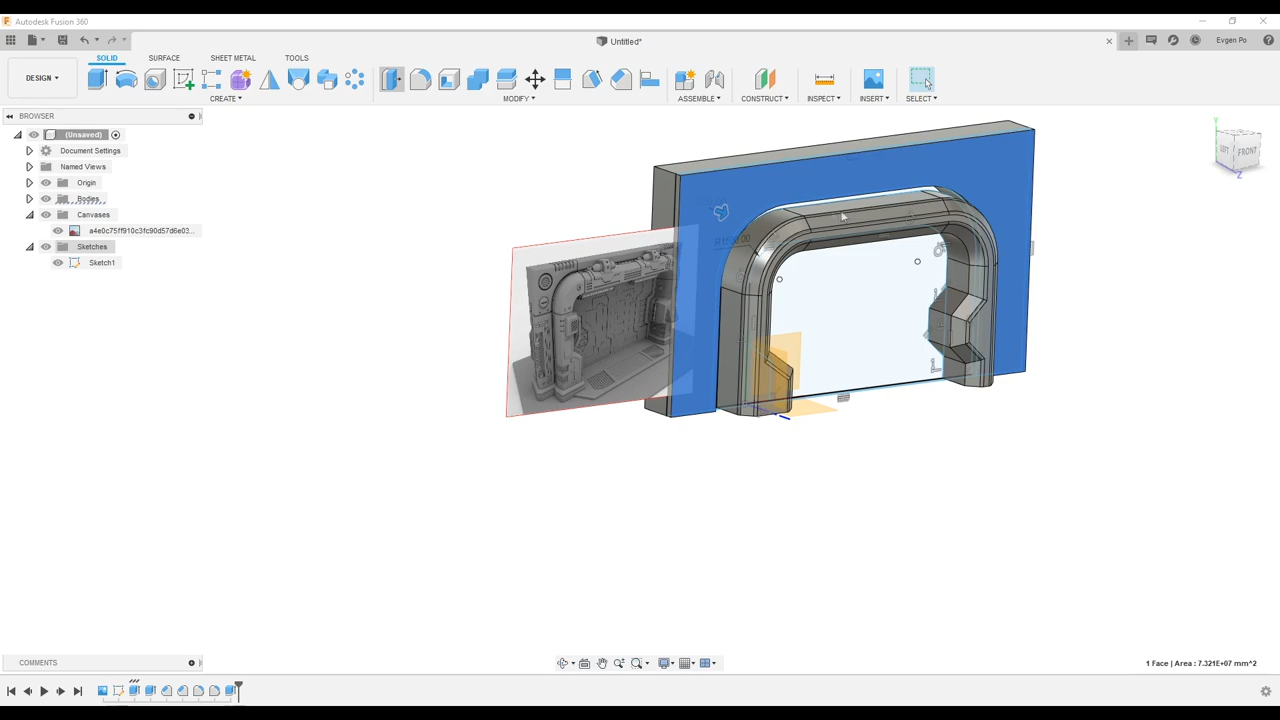 Autodesk Fusion 360
Untitled*
Evgen Po
SOLID SURFACE SHEET METAL TOOLS
DESIGN
CREATE MODIFY ASSEMBLE CONSTRUCT INSPECT INSERT SELECT
BROWSER
(Unsaved)
Document Settings
Named Views
Origin
Bodies
Canvases
a4e0c75ff910c3fc90d57d6e03...
Sketches
Sketch1
Y
LEFT FRONT
Z
COMMENTS
1 Face | Area : 7.321E+07 mm^2